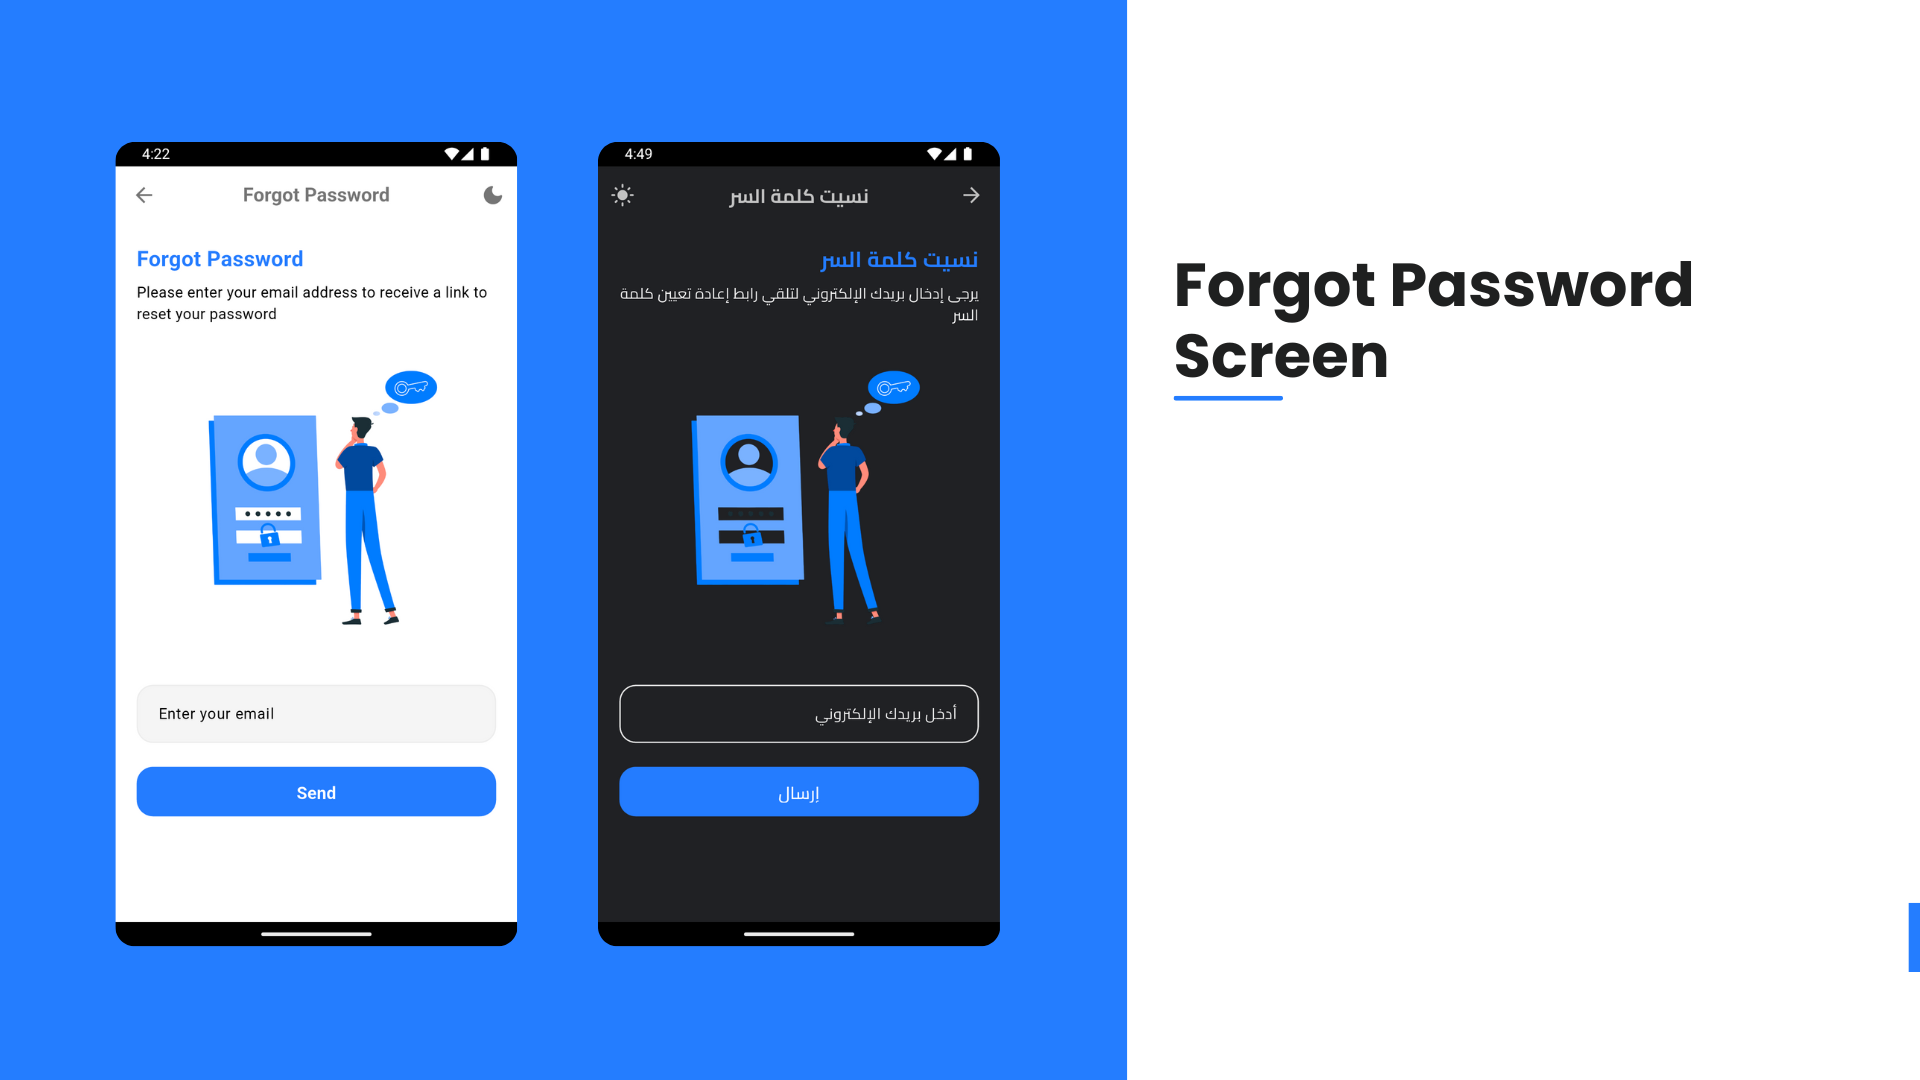 4:22
Forgot Password
Forgot Password
Please enter your email address to receive a link to
reset your password
Enter your email
Send
4:49
نسيت كلمة السر
نسيت كلمة السر
يرجى إدخال بريدك الإلكتروني لتلقي رابط إعادة تعيين كلمة
السر
أدخل بريدك الإلكتروني
إرسال
Forgot Password
Screen